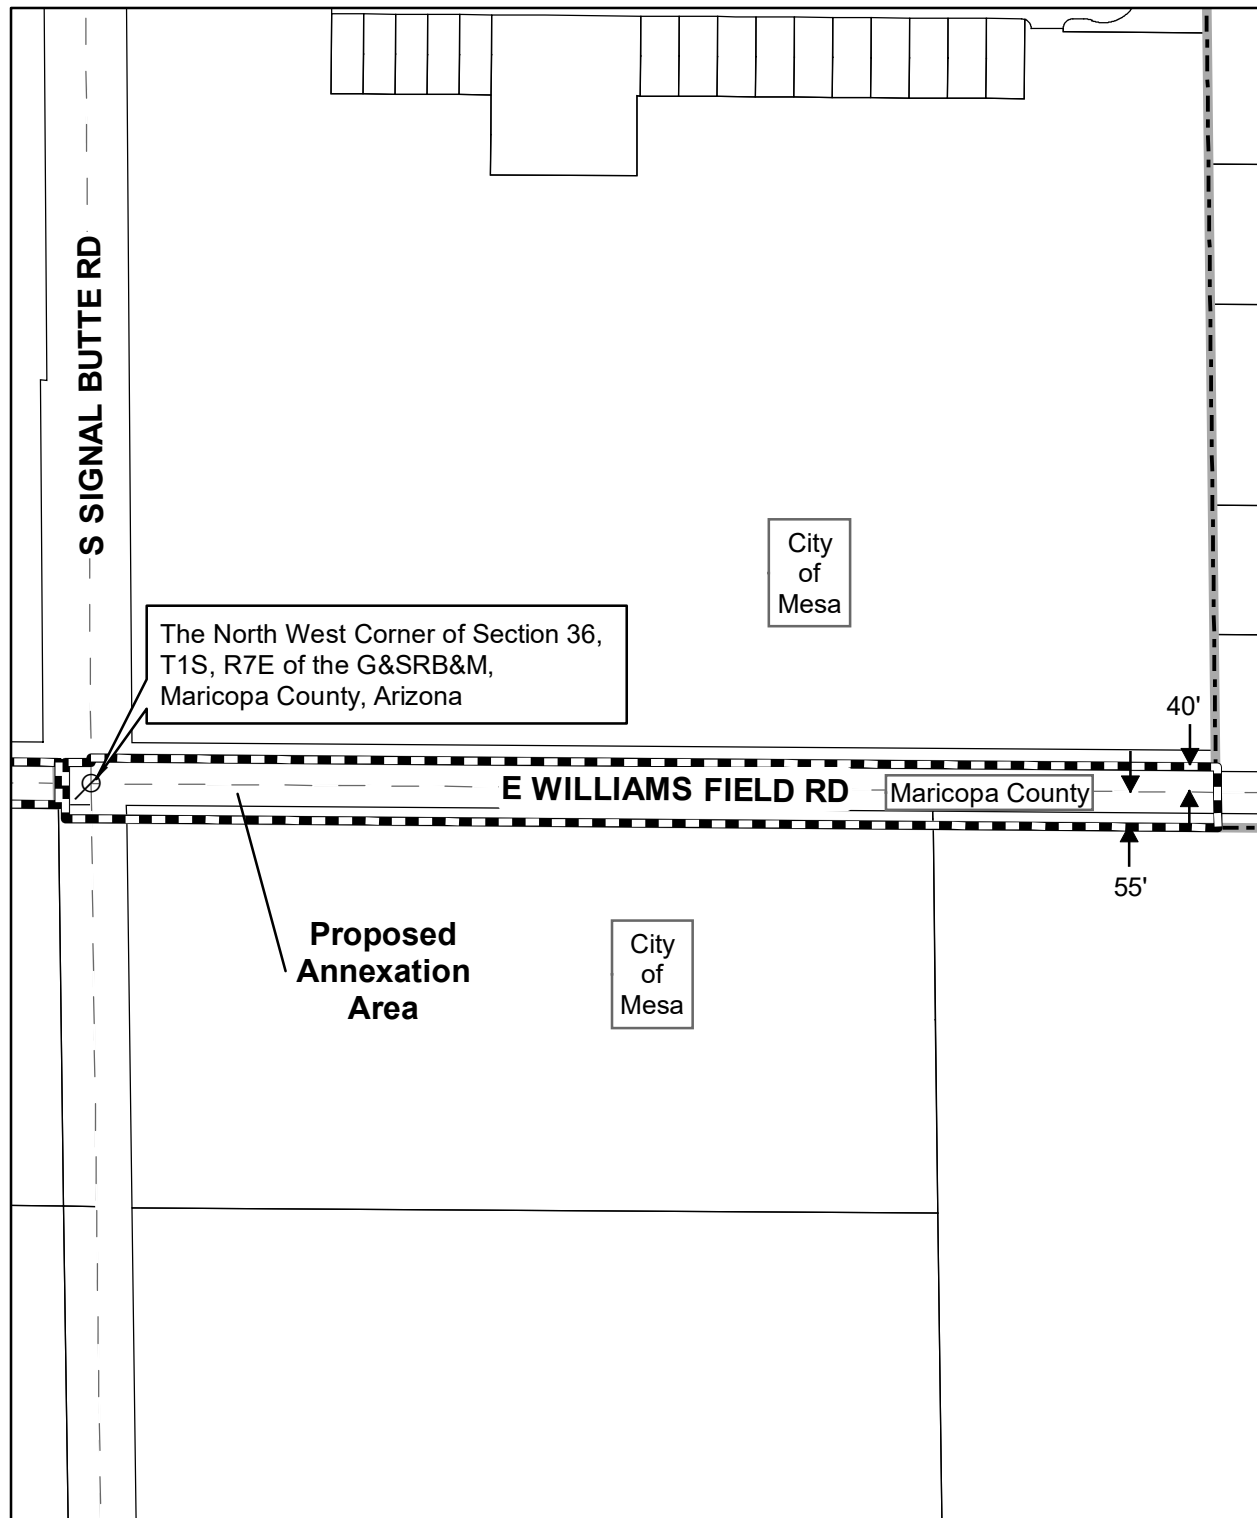 S SIGNAL BUTTE RD
City
of
Mesa
The North West Corner of Section 36,
T1S, R7E of the G&SRB&M,
Maricopa County, Arizona
40'
E WILLIAMS FIELD RD
Maricopa County
55'
Proposed
Annexation
Area
City
of
Mesa